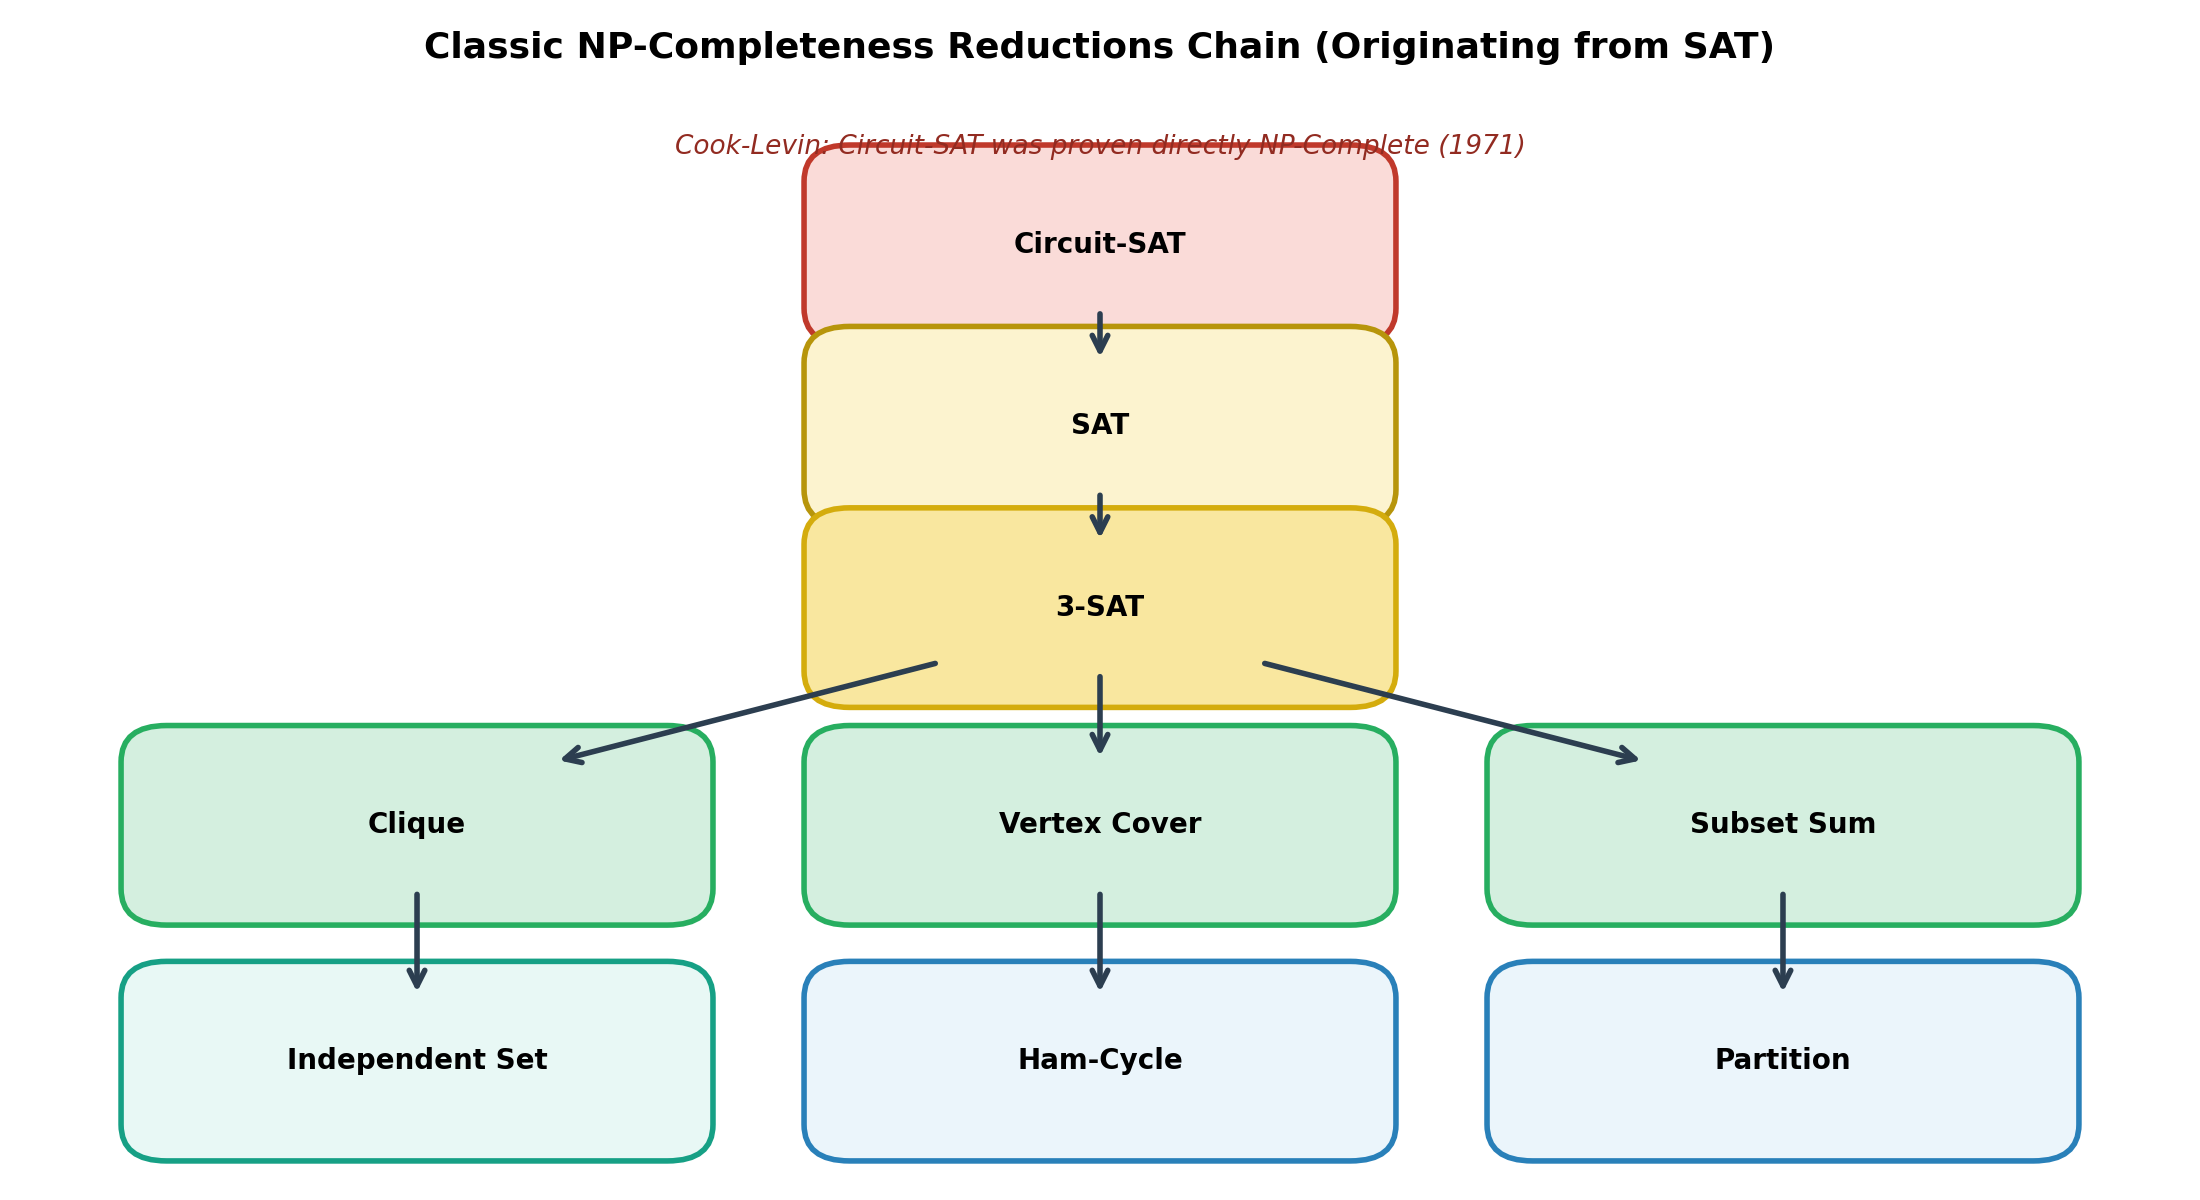 Classic NP-Completeness Reductions Chain (Originating from SAT)
Cook-Levin: Circuit-SAT was proven directly NP-Complete (1971)
Circuit-SAT
SAT
3-SAT
Clique
Vertex Cover
Subset Sum
Independent Set
Ham-Cycle
Partition